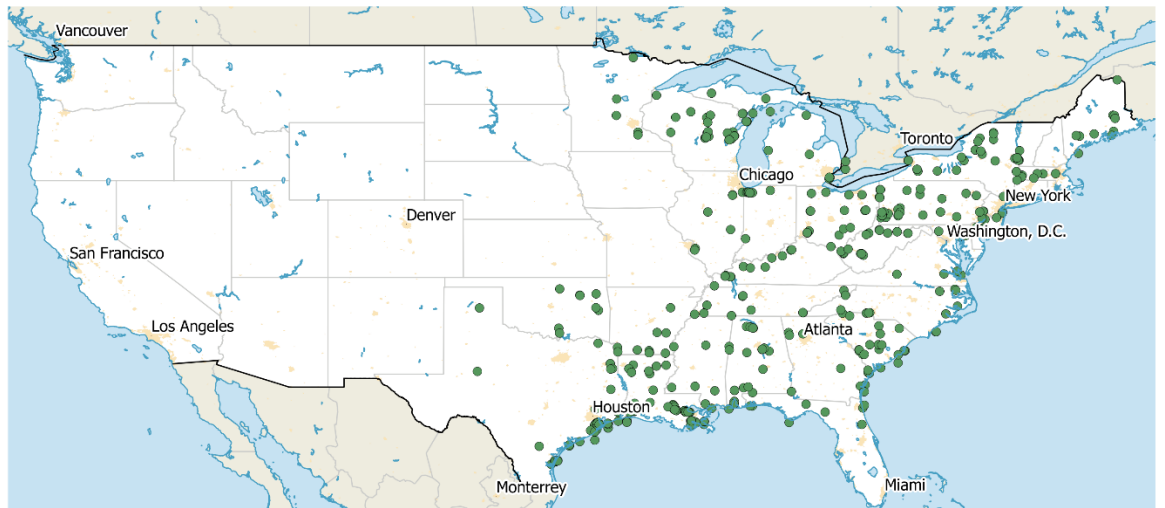 Vancouver
Toronto
Chicago
New York
Denver
Washington, D.C.
San Francisco
Los Angeles
Atlanta
Houston
Miami
Monterrey